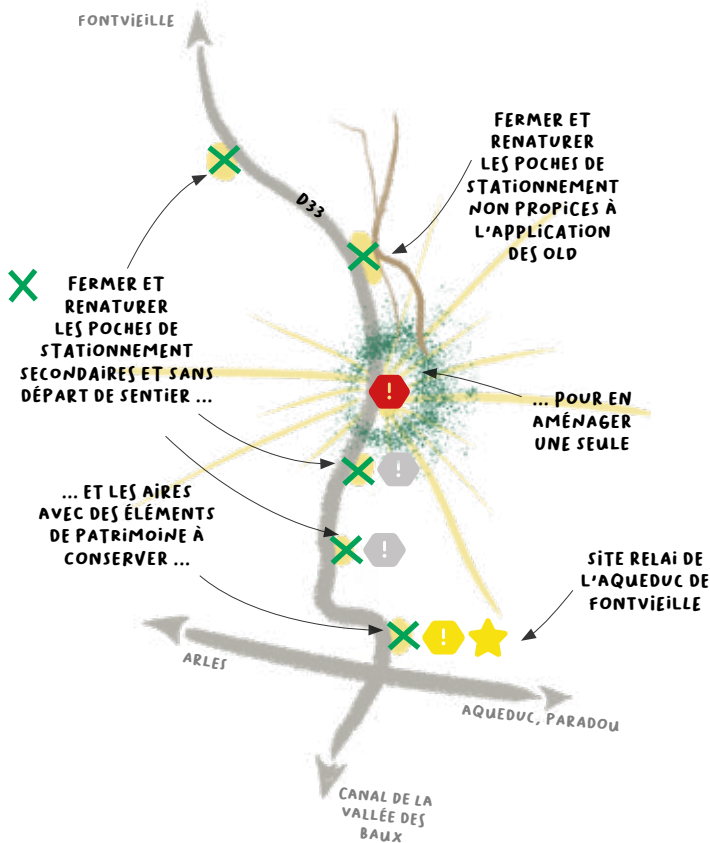 FONTVIEILLE
D33
FERMER ET
RENATURER
LES POCHES DE
STATIONNEMENT
NON PROPICES À
L'APPLICATION
DES OLD
FERMER ET
RENATURER
LES POCHES DE
STATIONNEMENT
SECONDAIRES ET SANS
DÉPART DE SENTIER ...
!
... POUR EN
AMÉNAGER
UNE SEULE
!
... ET LES AIRES
AVEC DES ÉLÉMENTS
DE PATRIMOINE À
CONSERVER ...
!
SITE RELAI DE
L'AQUEDUC DE
FONTVIEILLE
!
ARLES
AQUEDUC, PARADOU
CANAL DE LA
VALLÉE DES
BAUX